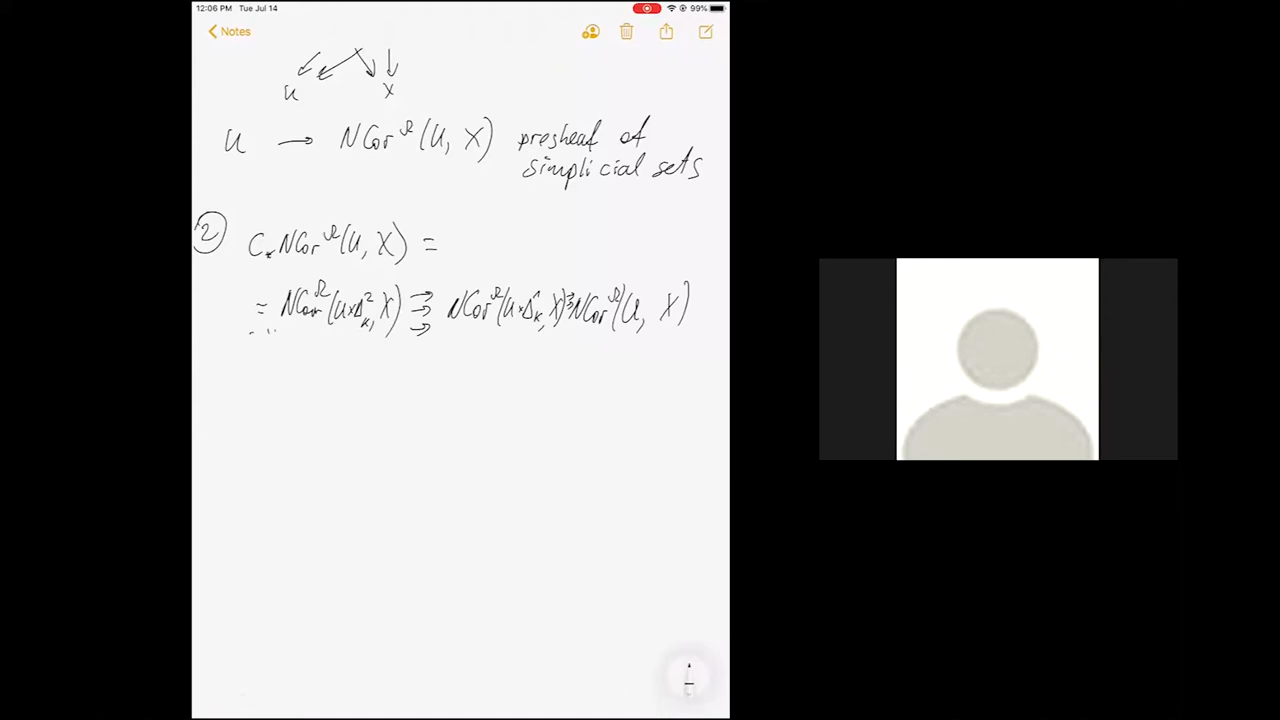 12:06 PM Tue Jul 14 99%
Notes
U X
U → NCor^Ω(U, X) presheaf of
simplicial sets
② C_* NCor^Ω(U, X) =
= NCor^Ω(U×Δ²_k, X) ⇉→ NCor^Ω(U×Δ¹_k, X) ⇉ NCor^Ω(U, X)